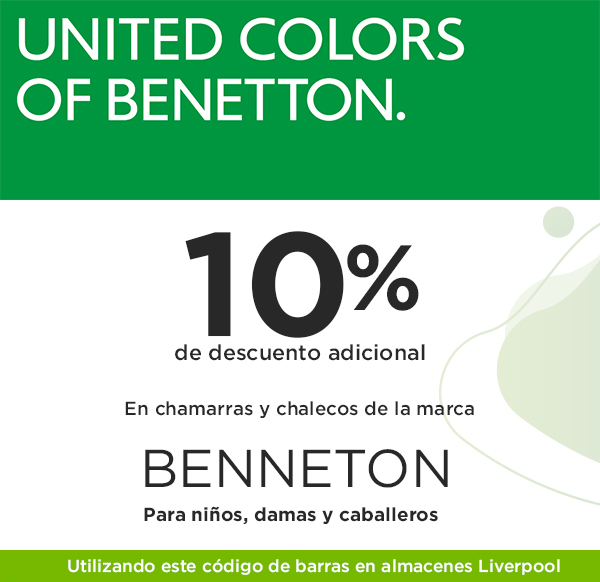 UNITED COLORS
OF BENETTON.
10%
de descuento adicional
En chamarras y chalecos de la marca
BENNETON
Para niños, damas y caballeros
Utilizando este código de barras en almacenes Liverpool